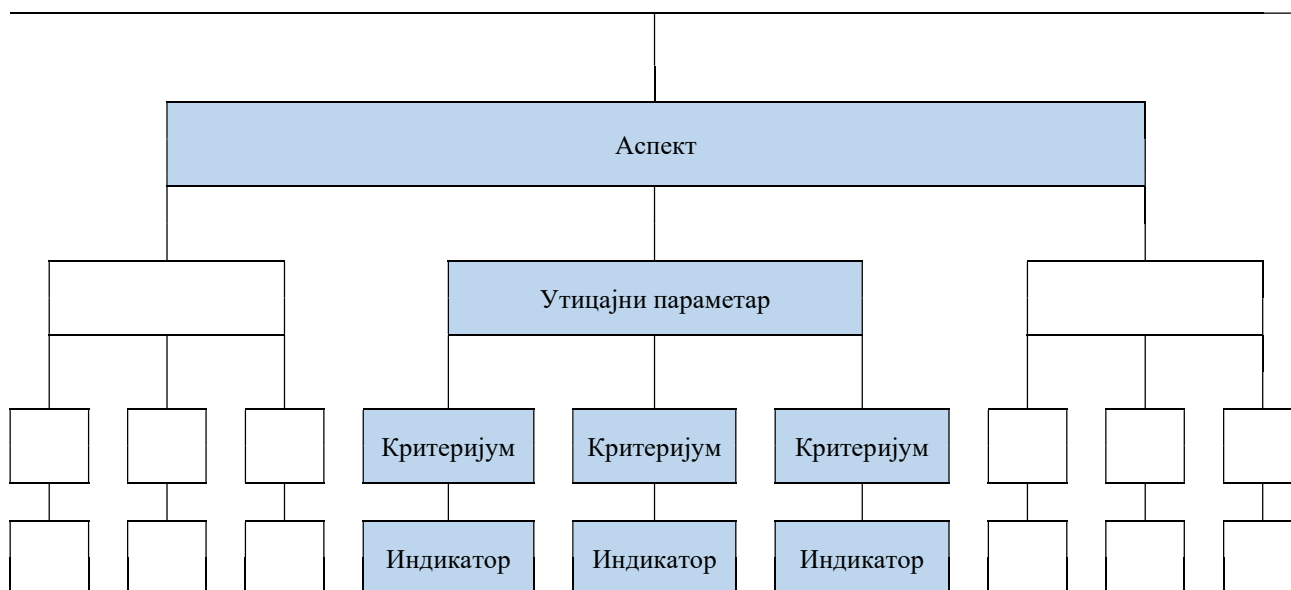 Аспект
Утицајни параметар
Критеријум Критеријум Критеријум
Индикатор Индикатор Индикатор